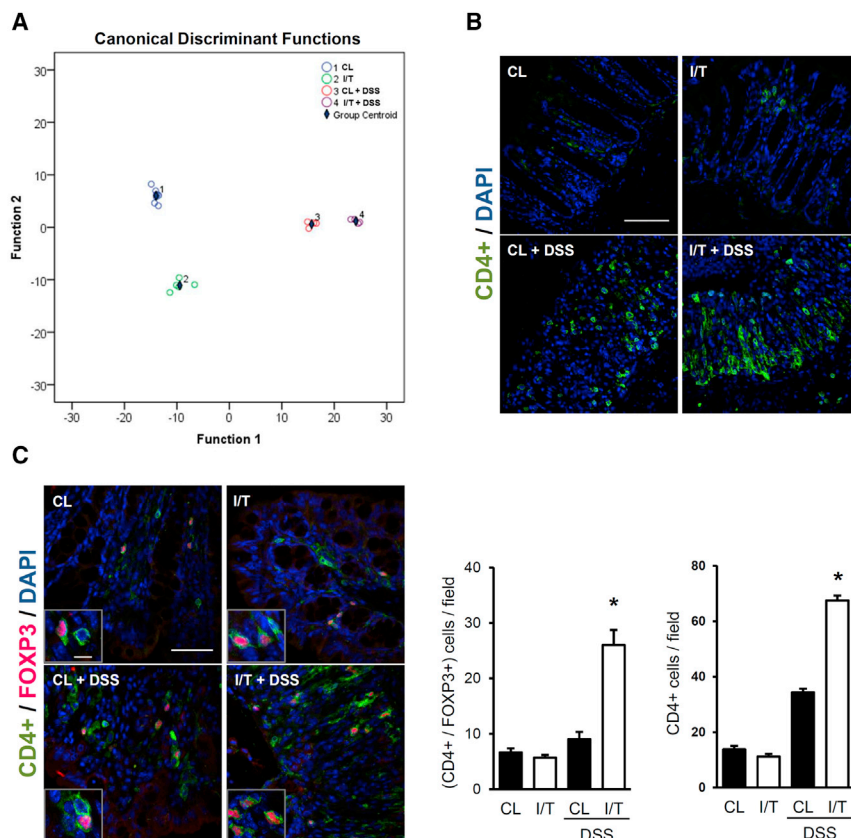 A
Canonical Discriminant Functions
30
20
10
0
-10
-20
-30
Function 2
1 CL
2 I/T
3 CL + DSS
4 I/T + DSS
Group Centroid
1
2
3
4
-30
-20
-10
0
10
20
30
Function 1
B
CD4+ / DAPI
CL
I/T
CL + DSS
I/T + DSS
C
CD4+ / FOXP3 / DAPI
CL
I/T
CL + DSS
I/T + DSS
(CD4+ / FOXP3+) cells / field
40
30
20
10
0
*
CL I/T CL I/T
DSS
CD4+ cells / field
80
60
40
20
0
*
CL I/T CL I/T
DSS